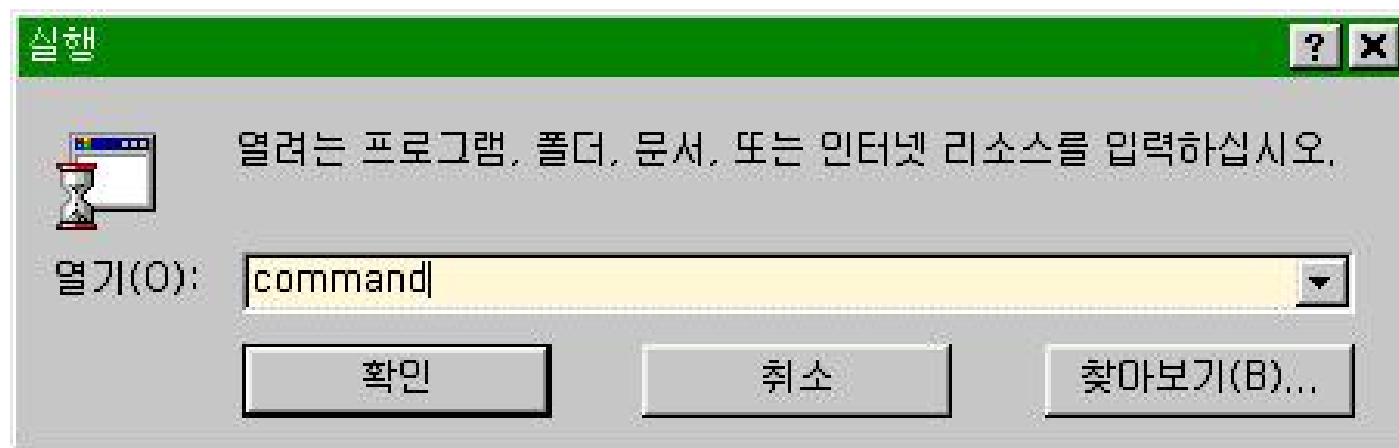 실행
열려는 프로그램, 폴더, 문서, 또는 인터넷 리소스를 입력하십시오.
열기(O): command
확인 취소 찾아보기(B)...